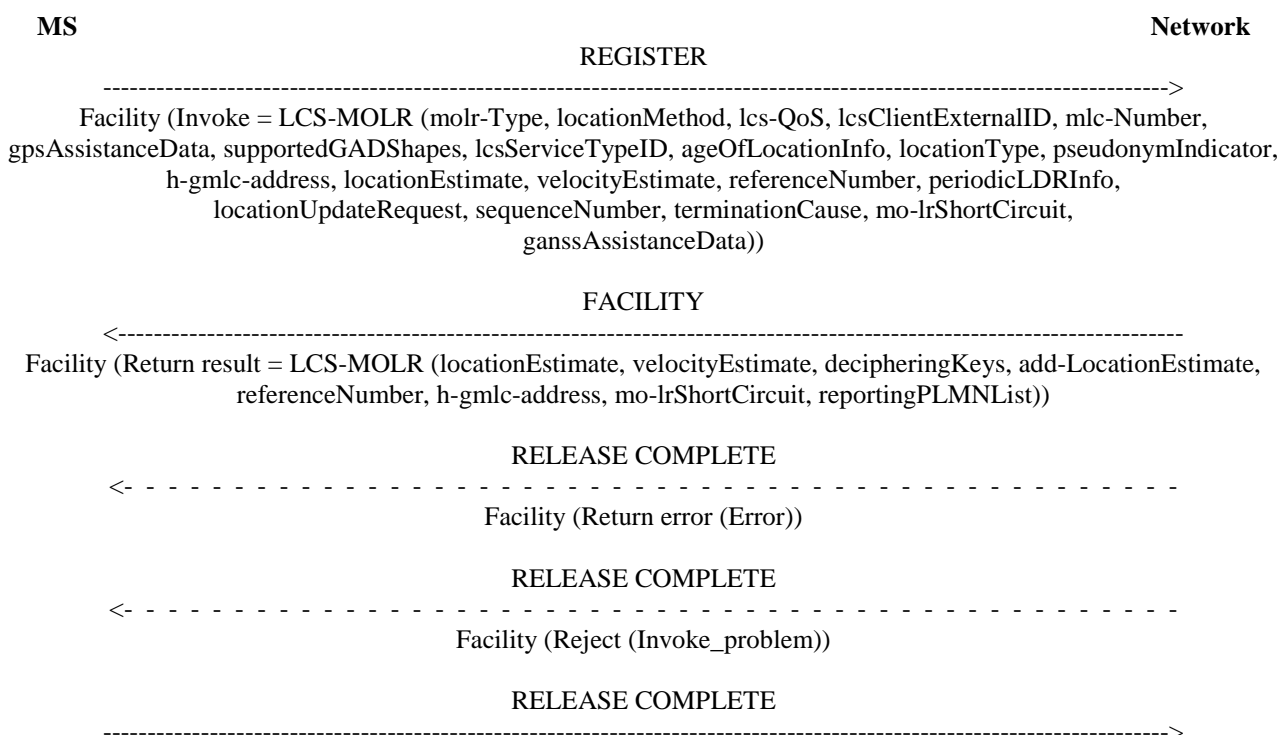 MS Network
REGISTER
------------------------------------------------------------------------------------------------------------------------>
Facility (Invoke = LCS-MOLR (molr-Type, locationMethod, lcs-QoS, lcsClientExternalID, mlc-Number,
gpsAssistanceData, supportedGADShapes, lcsServiceTypeID, ageOfLocationInfo, locationType, pseudonymIndicator,
h-gmlc-address, locationEstimate, velocityEstimate, referenceNumber, periodicLDRInfo,
locationUpdateRequest, sequenceNumber, terminationCause, mo-lrShortCircuit,
ganssAssistanceData))
FACILITY
<------------------------------------------------------------------------------------------------------------------------
Facility (Return result = LCS-MOLR (locationEstimate, velocityEstimate, decipheringKeys, add-LocationEstimate,
referenceNumber, h-gmlc-address, mo-lrShortCircuit, reportingPLMNList))
RELEASE COMPLETE
<- - - - - - - - - - - - - - - - - - - - - - - - - - - - - - - - - - - - - - - - - - - - - - - -
Facility (Return error (Error))
RELEASE COMPLETE
<- - - - - - - - - - - - - - - - - - - - - - - - - - - - - - - - - - - - - - - - - - - - - - - -
Facility (Reject (Invoke_problem))
RELEASE COMPLETE
------------------------------------------------------------------------------------------------------------------------>